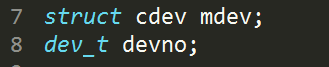 7 struct cdev mdev;
8 dev_t devno;